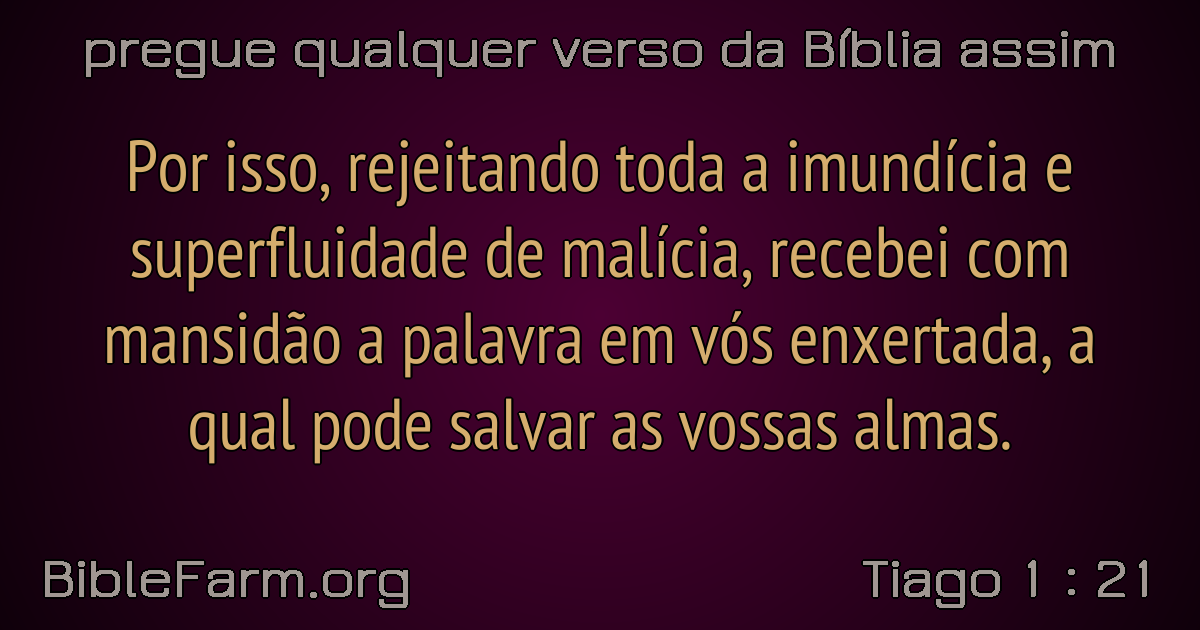 pregue qualquer verso da Bíblia assim
Por isso, rejeitando toda a imundícia e
superfluidade de malícia, recebei com
mansidão a palavra em vós enxertada, a
qual pode salvar as vossas almas.
BibleFarm.org
Tiago 1 : 21